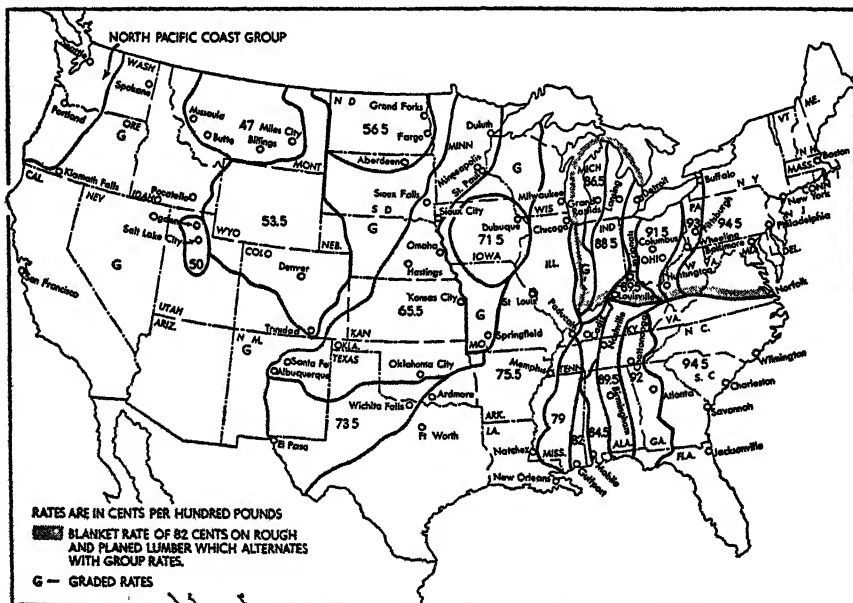 NORTH PACIFIC COAST GROUP
Seattle
WASH
Spokane
Portland
ORE
G
Klamath Falls
CAL.
NEV
G
San Francisco
IDAHO
Pocatello
Ogden
Salt Lake City
50
UTAH
ARIZ.
Missoula
Butte
47
Miles City
Billings
MONT
WYO
53.5
COLO
Denver
Trinidad
N M.
G
Santa Fe
Albuquerque
El Paso
N D
Grand Forks
56 5
Fargo
Aberdeen
S D
Sioux Falls
G
NEB.
Omaha
Hastings
65.5
Kansas City
KAN
OKLA.
TEXAS
Oklahoma City
Wichita Falls
Ardmore
73 5
Ft Worth
MINN
Duluth
Minneapolis
St. Paul
Sioux City
G
WIS.
Milwaukee
Dubuque
71 5
IOWA
Chicago
ILL.
St Louis
G
MO
Springfield
Memphis
75.5
ARK.
LA.
Natchez
New Orleans
MICH
86.5
Grand Rapids
Lansing
Detroit
IND
88 5
91 5
Columbus
OHIO
Louisville
Paducah
KY
Nashville
Chattanooga
TENN
79
82
84.5
89.5
92
Birmingham
MISS.
ALA.
GA.
Mobile
Gulfport
Atlanta
FLA.
Buffalo
N Y
PA
93
Pittsburgh
94 5
Wheeling
Baltimore
MD
DEL.
W
VA
Huntington
VA.
Norfolk
N C.
94 5
S C
Wilmington
Charleston
Savannah
Jacksonville
VT
ME.
N H
MASS.
Boston
CONN
New York
N J
Philadelphia
RATES ARE IN CENTS PER HUNDRED POUNDS
BLANKET RATE OF 82 CENTS ON ROUGH
AND PLANED LUMBER WHICH ALTERNATES
WITH GROUP RATES.
G — GRADED RATES